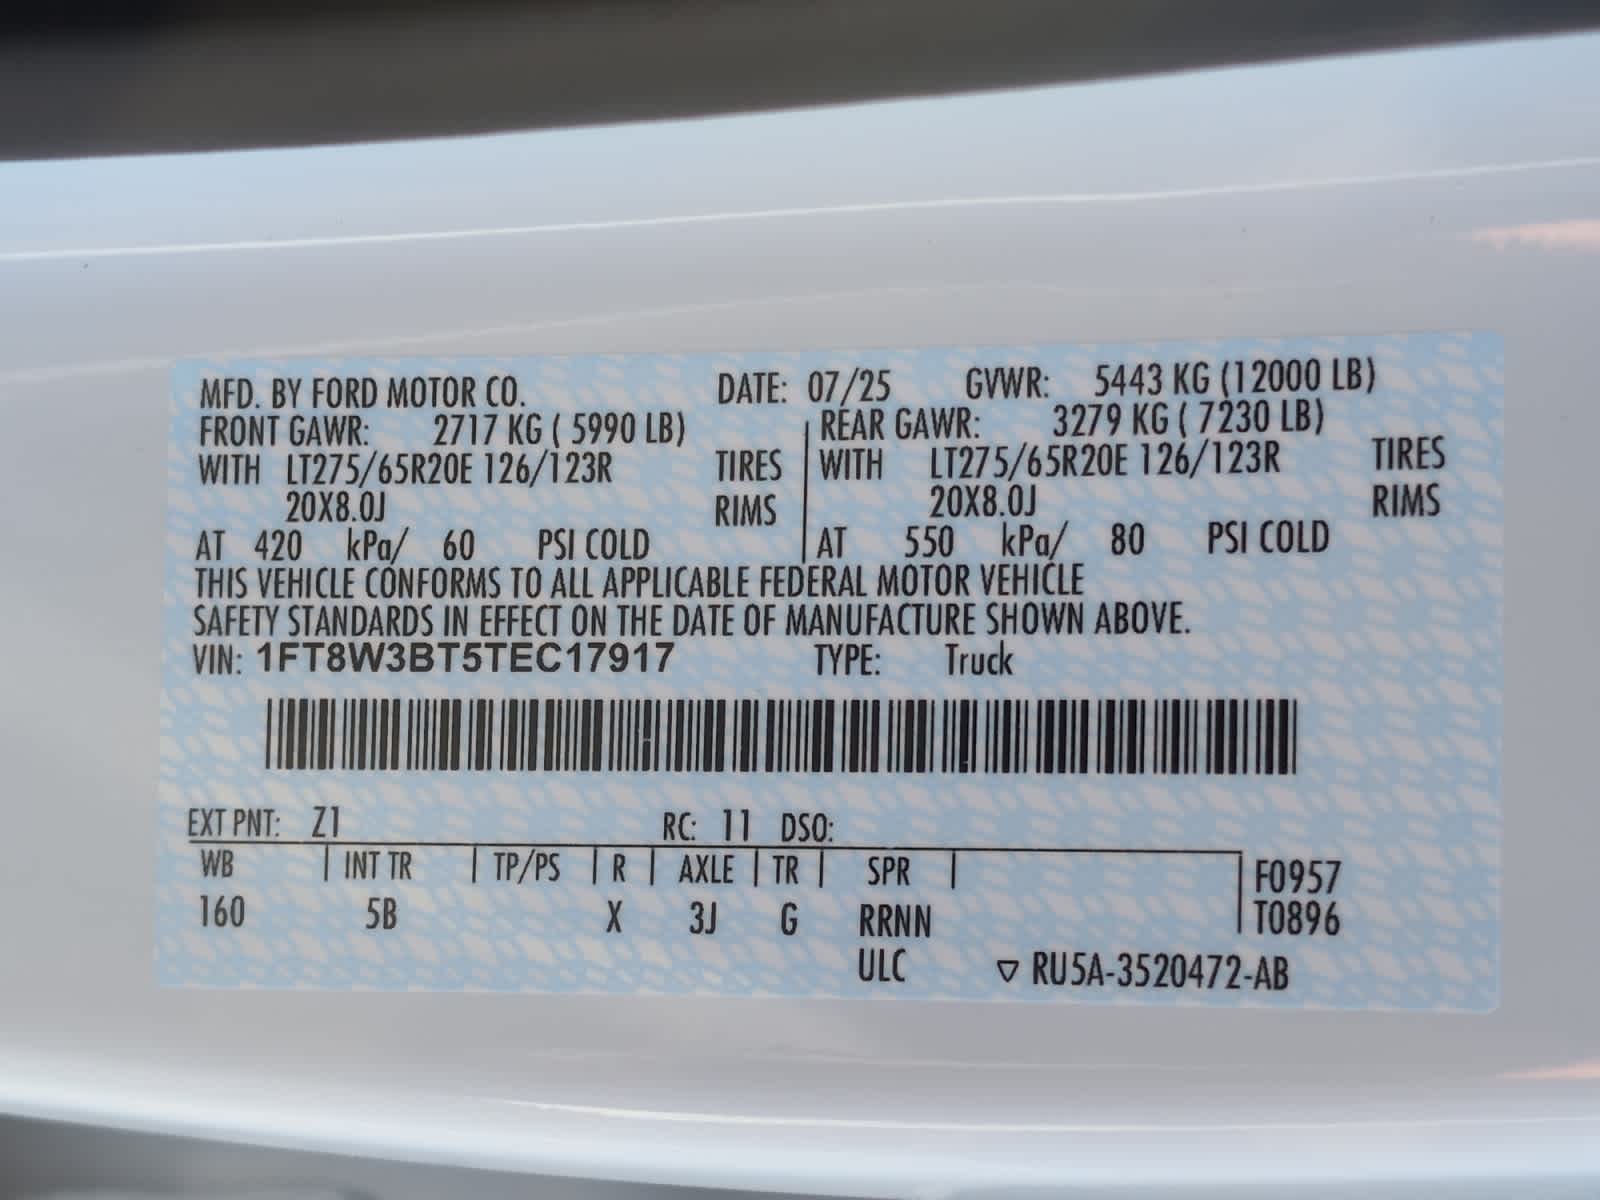 MFD. BY FORD MOTOR CO. DATE: 07/25 GVWR: 5443 KG (12000 LB)
FRONT GAWR: 2717 KG ( 5990 LB) REAR GAWR: 3279 KG ( 7230 LB)
WITH LT275/65R20E 126/123R TIRES WITH LT275/65R20E 126/123R TIRES
20X8.0J RIMS 20X8.0J RIMS
AT 420 kPa/ 60 PSI COLD AT 550 kPa/ 80 PSI COLD
THIS VEHICLE CONFORMS TO ALL APPLICABLE FEDERAL MOTOR VEHICLE
SAFETY STANDARDS IN EFFECT ON THE DATE OF MANUFACTURE SHOWN ABOVE.
VIN: 1FT8W3BT5TEC17917 TYPE: Truck
EXT PNT: Z1 RC: 11 DSO:
WB INT TR TP/PS R AXLE TR SPR F0957
160 5B X 3J G RRNN T0896
ULC ▽ RU5A-3520472-AB